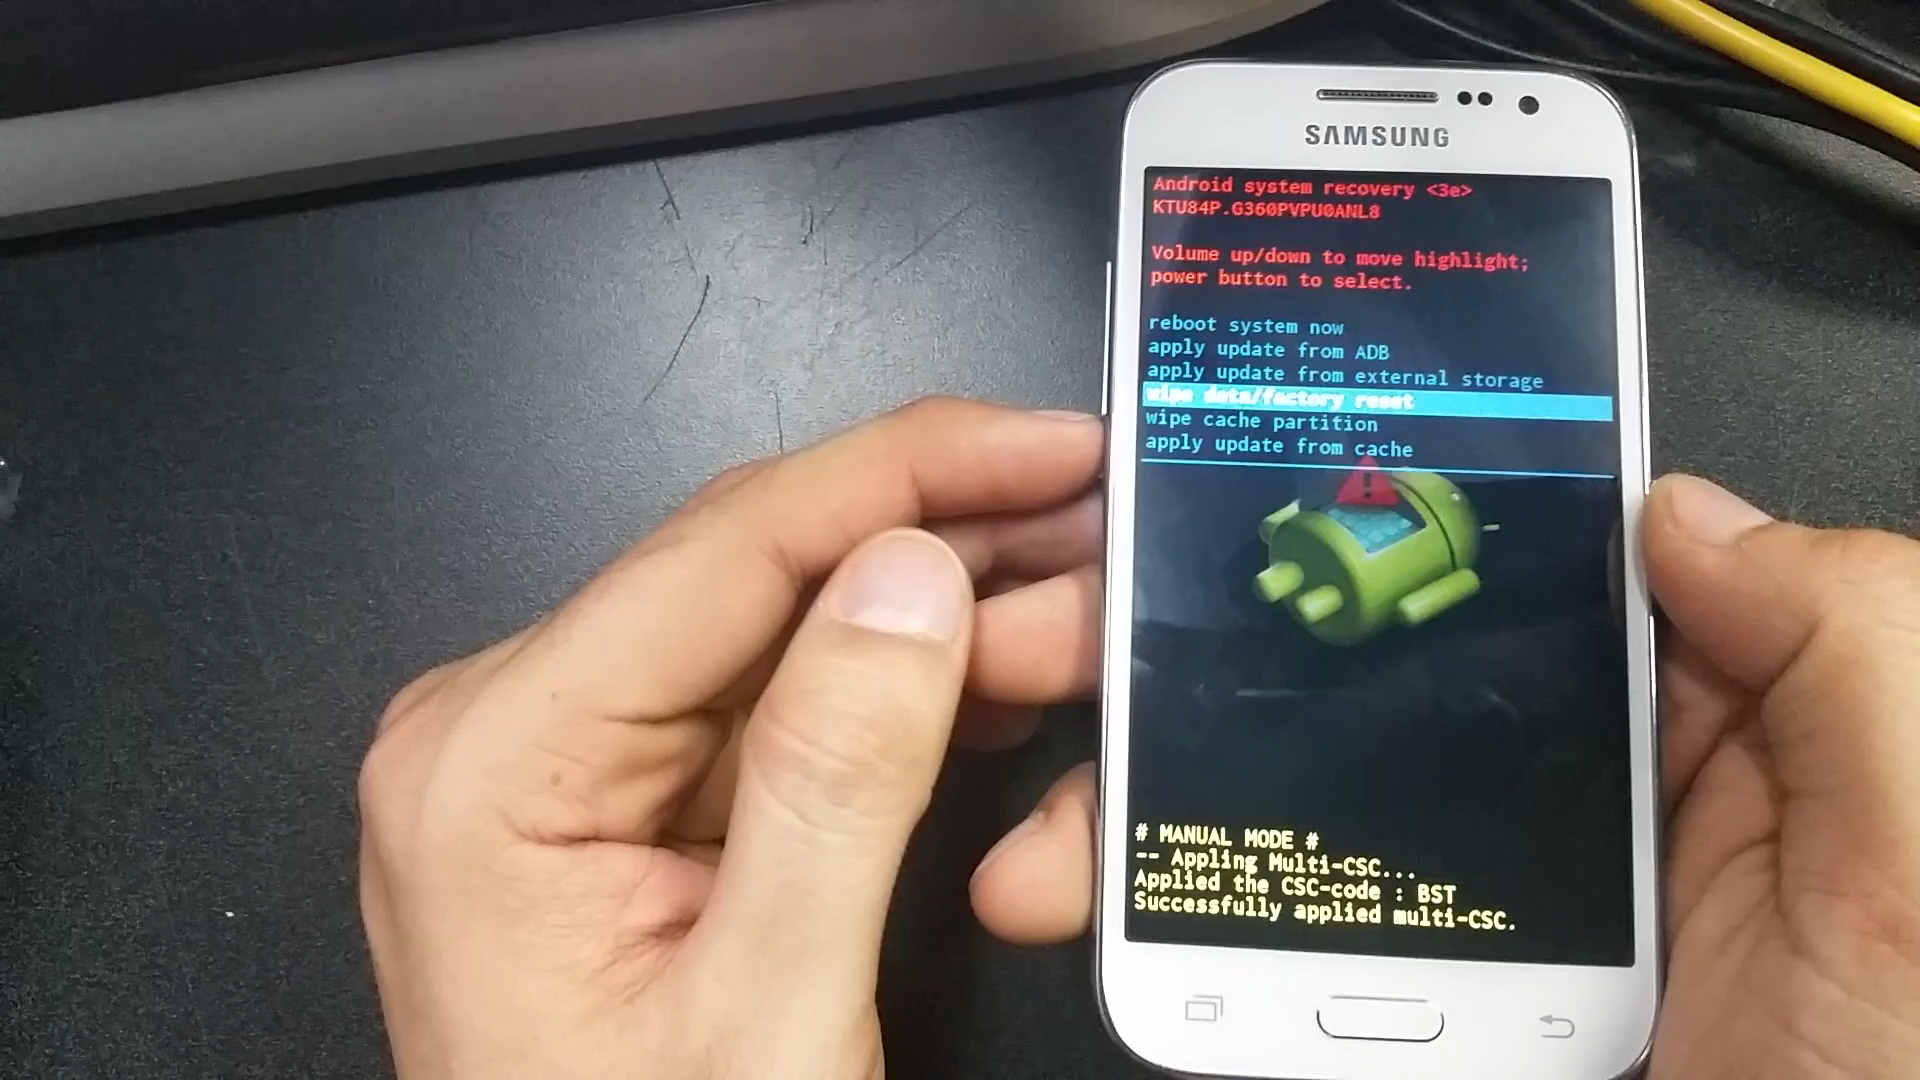 SAMSUNG
Android system recovery <3e>
KTU84P.G360PVPU0ANL8
Volume up/down to move highlight;
power button to select.
reboot system now
apply update from ADB
apply update from external storage
wipe data/factory reset
wipe cache partition
apply update from cache
# MANUAL MODE #
-- Appling Multi-CSC...
Applied the CSC-code : BST
Successfully applied multi-CSC.